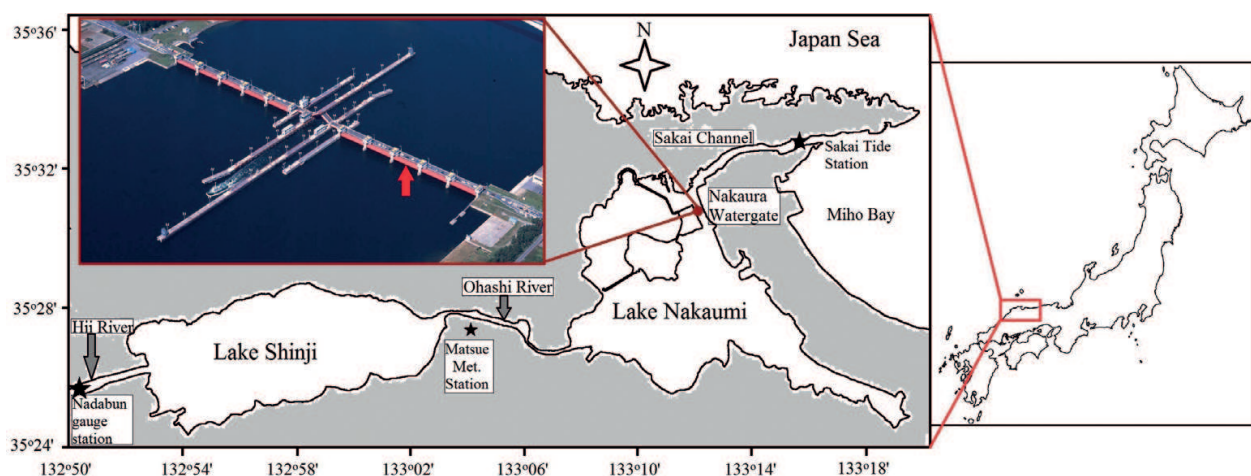 35°36'
35°32'
35°28'
35°24'
N
Japan Sea
Sakai Channel
Sakai Tide
Station
Nakaura
Watergate
Miho Bay
Ohashi River
Lake Nakaumi
Hii River
Lake Shinji
Matsue
Met.
Station
Nadabun
gauge
station
132°50'
132°54'
132°58'
133°02'
133°06'
133°10'
133°14'
133°18'